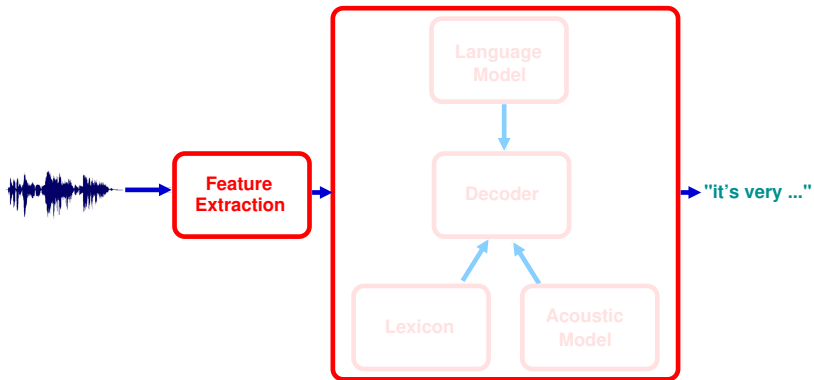 Language
Model
Feature
Extraction
Decoder
"it's very ..."
Lexicon
Acoustic
Model